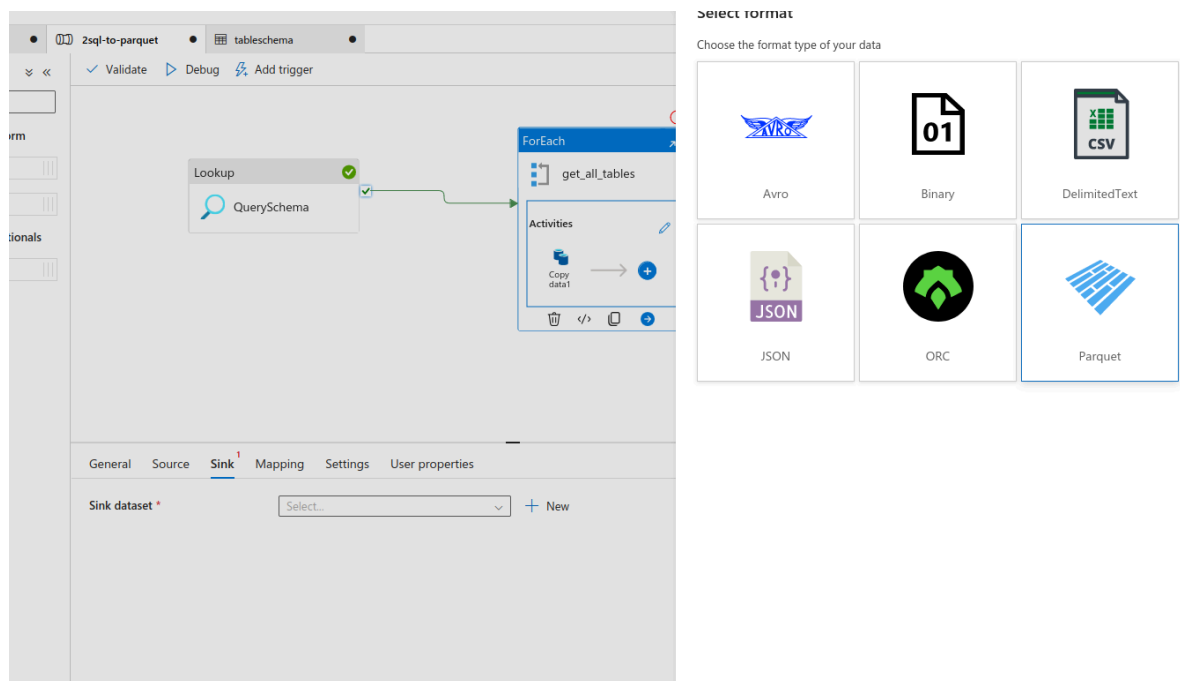 Select format
2sql-to-parquet
tableschema
Choose the format type of your data
Validate
Debug
Add trigger
orm
tionals
Lookup
QuerySchema
ForEach
get_all_tables
Activities
Copy
data1
AVRO
Avro
01
Binary
CSV
DelimitedText
JSON
JSON
ORC
Parquet
General
Source
Sink
1
Mapping
Settings
User properties
Sink dataset *
Select...
New